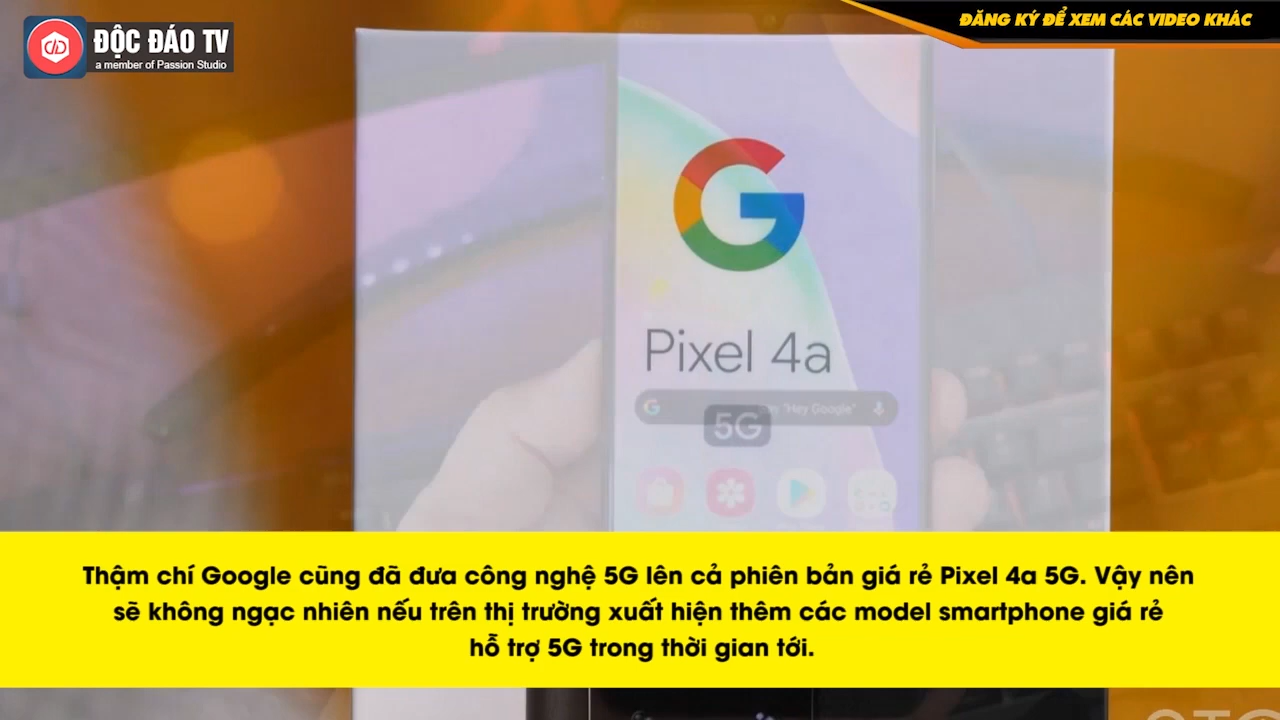 ĐỘC ĐÁO TV
a member of Passion Studio
ĐĂNG KÝ ĐỂ XEM CÁC VIDEO KHÁC
Pixel 4a
"Hey Google"
5G
Thậm chí Google cũng đã đưa công nghệ 5G lên cả phiên bản giá rẻ Pixel 4a 5G. Vậy nên
sẽ không ngạc nhiên nếu trên thị trường xuất hiện thêm các model smartphone giá rẻ
hỗ trợ 5G trong thời gian tới.